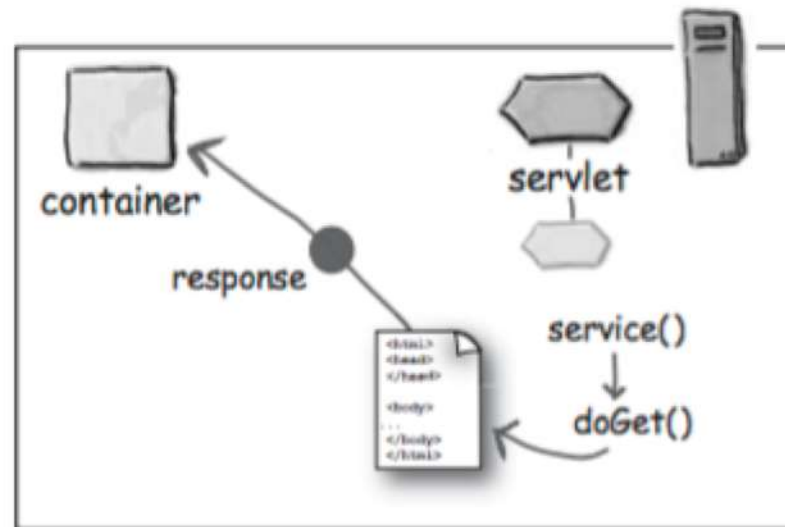 servlet
container
response
service()
doGet()
<html>
<head>
</head>
<body>
...
</body>
</html>